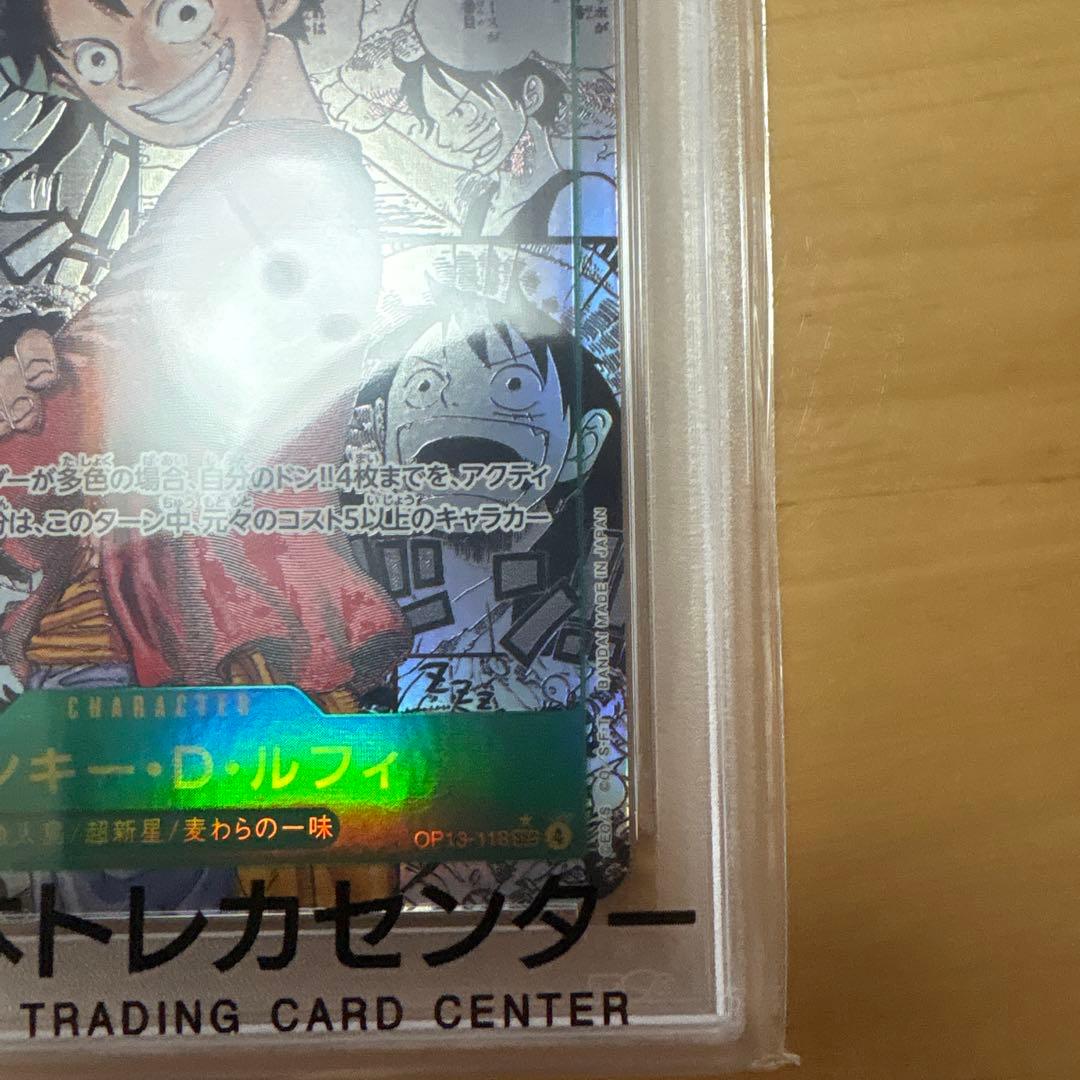 ダーが多色の場合、自分のドン!!4枚までを、アクティ
分は、このターン中、元々のコスト5以上のキャラカー
CHARACTER
ンキー・D・ルフィ
/超新星/麦わらの一味
OP13-118
BANDAI MADE IN JAPAN
トレカセンター
TRADING CARD CENTER